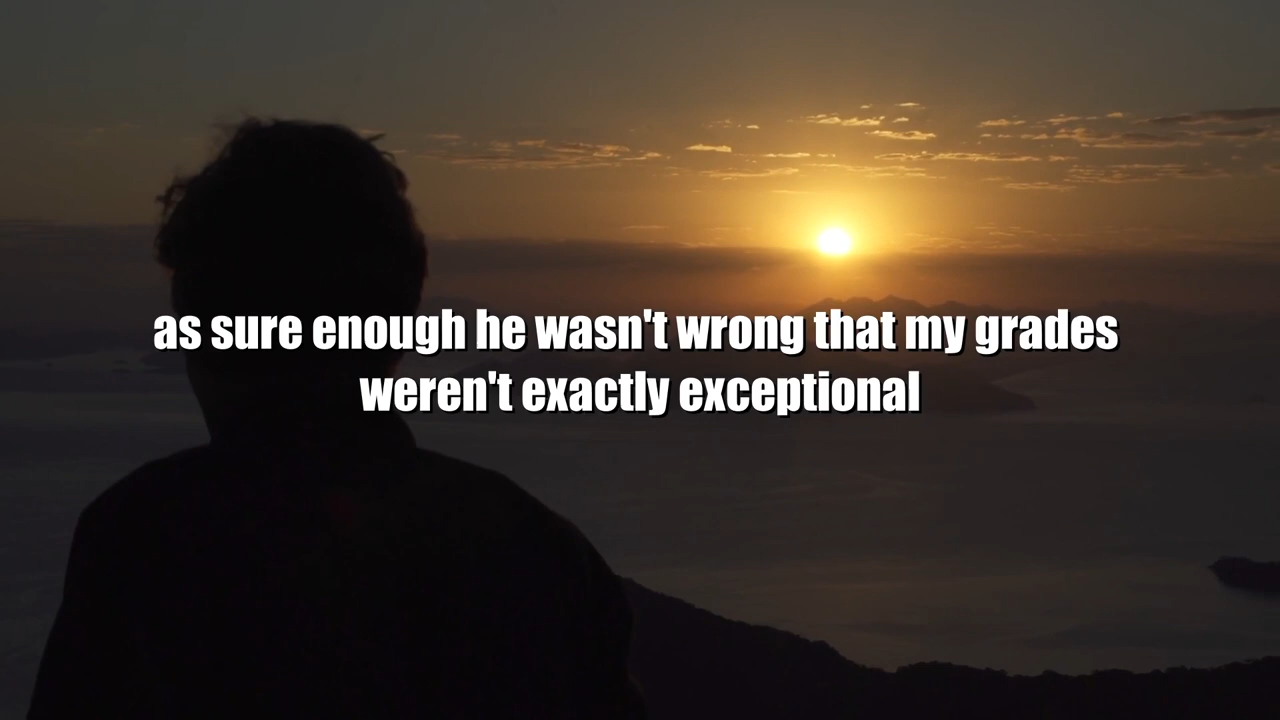 as sure enough he wasn't wrong that my grades
weren't exactly exceptional